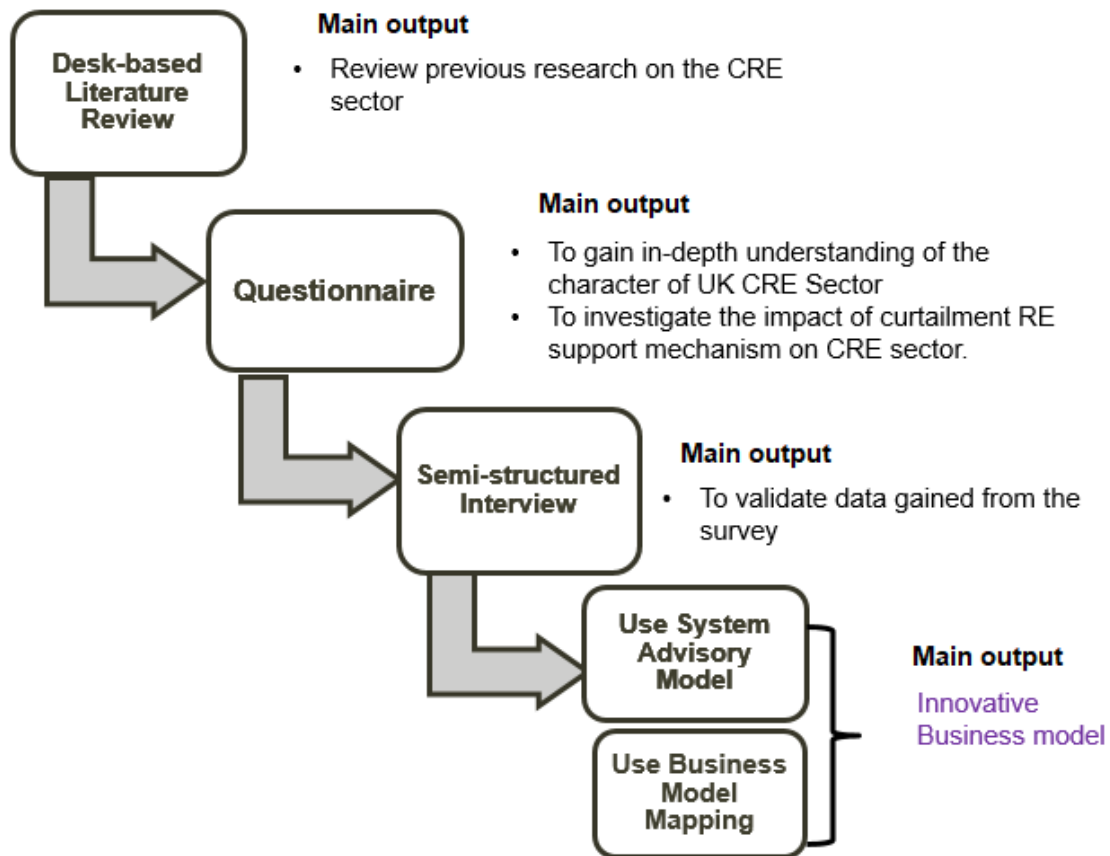 Desk-based
Literature
Review
Main output
• Review previous research on the CRE
sector
Questionnaire
Main output
• To gain in-depth understanding of the
character of UK CRE Sector
• To investigate the impact of curtailment RE
support mechanism on CRE sector.
Semi-structured
Interview
Main output
• To validate data gained from the
survey
Use System
Advisory
Model
Use Business
Model
Mapping
Main output
Innovative
Business model